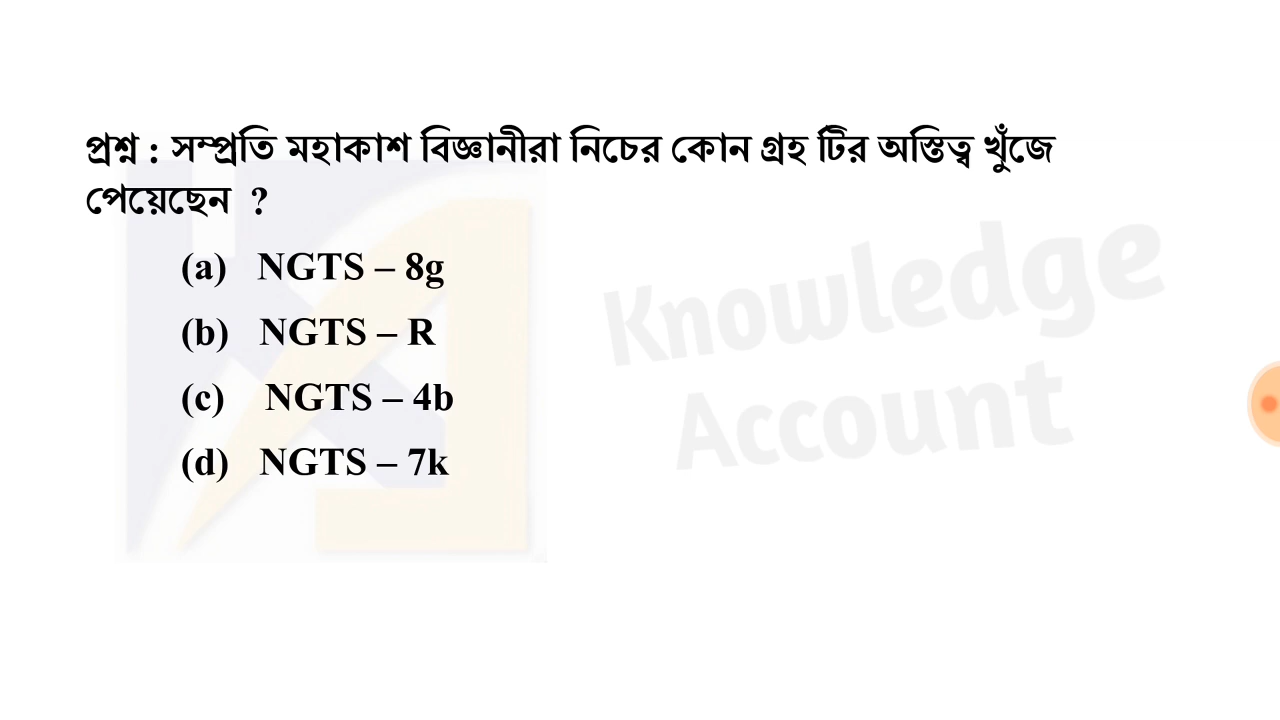 প্রশ্ন : সম্প্রতি মহাকাশ বিজ্ঞানীরা নিচের কোন গ্রহ টির অস্তিত্ব খুঁজে
পেয়েছেন ?
(a) NGTS – 8g
(b) NGTS – R
(c) NGTS – 4b
(d) NGTS – 7k
Knowledge
Account